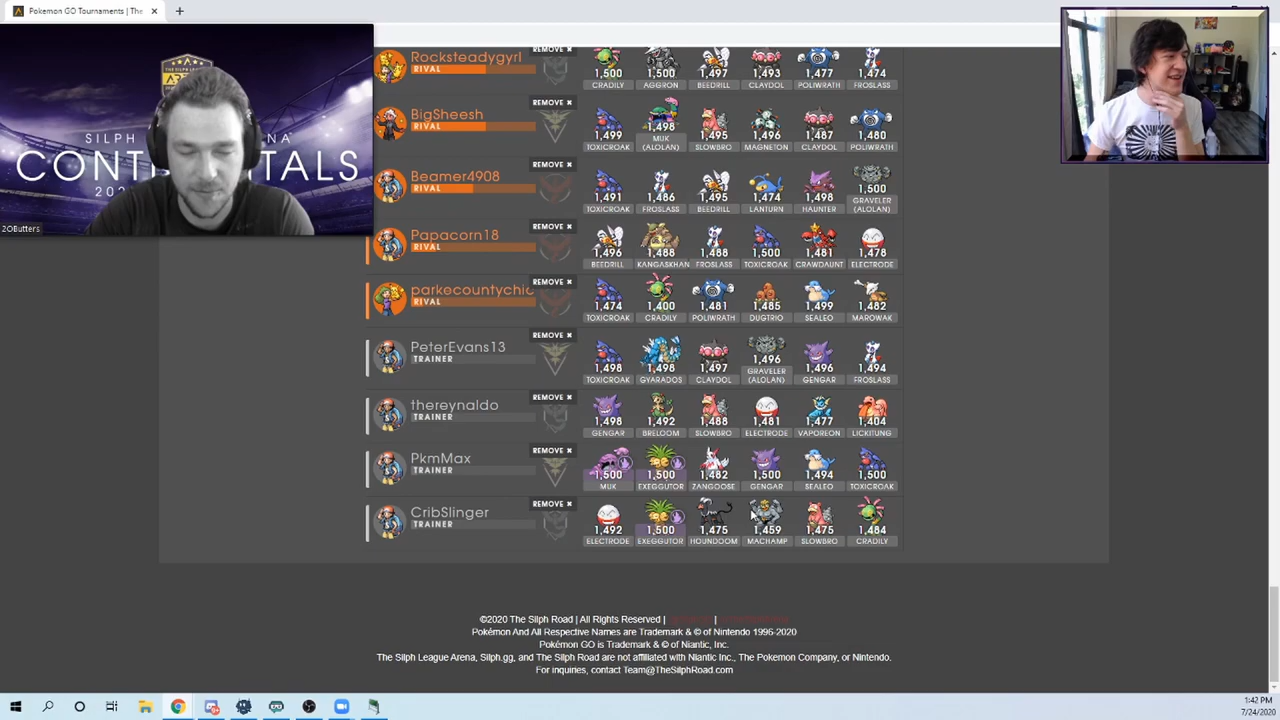 Pokemon GO Tournaments | The
SILPH
NA
CON
TALS
202
2OButters
Rocksteadygyrl
RIVAL
REMOVE ×
1,500 1,500 1,497 1,493 1,477 1,474
CRADILY AGGRON BEEDRILL CLAYDOL POLIWRATH FROSLASS
BigSheesh
RIVAL
REMOVE ×
1,499 1,498 1,495 1,496 1,487 1,480
TOXICROAK MUK (ALOLAN) SLOWBRO MAGNETON CLAYDOL POLIWRATH
Beamer4908
RIVAL
REMOVE ×
1,491 1,486 1,495 1,474 1,498 1,500
TOXICROAK FROSLASS BEEDRILL LANTURN HAUNTER GRAVELER (ALOLAN)
Papacorn18
RIVAL
REMOVE ×
1,496 1,488 1,488 1,500 1,481 1,478
BEEDRILL KANGASKHAN FROSLASS TOXICROAK CRAWDAUNT ELECTRODE
parkecountychic
RIVAL
REMOVE ×
1,474 1,400 1,481 1,485 1,499 1,482
TOXICROAK CRADILY POLIWRATH DUGTRIO SEALEO MAROWAK
PeterEvans13
TRAINER
REMOVE ×
1,498 1,498 1,497 1,496 1,496 1,494
TOXICROAK GYARADOS CLAYDOL GRAVELER (ALOLAN) GENGAR FROSLASS
thereynaldo
TRAINER
REMOVE ×
1,498 1,492 1,488 1,481 1,477 1,404
GENGAR BRELOOM SLOWBRO ELECTRODE VAPOREON LICKITUNG
PkmMax
TRAINER
REMOVE ×
1,500 1,500 1,482 1,500 1,494 1,500
MUK EXEGGUTOR ZANGOOSE GENGAR SEALEO TOXICROAK
CribSlinger
TRAINER
REMOVE ×
1,492 1,500 1,475 1,459 1,475 1,484
ELECTRODE EXEGGUTOR HOUNDOOM MACHAMP SLOWBRO CRADILY
©2020 The Silph Road | All Rights Reserved |
Pokémon And All Respective Names are Trademark & © of Nintendo 1996-2020
Pokémon GO is Trademark & © of Niantic, Inc.
The Silph League Arena, Silph.gg, and The Silph Road are not affiliated with Niantic Inc., The Pokemon Company, or Nintendo.
For inquiries, contact Team@TheSilphRoad.com
1:42 PM
7/24/2020